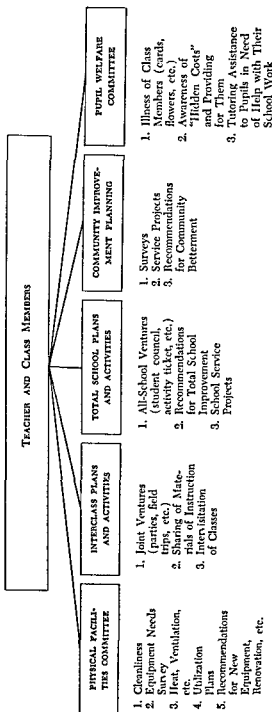 TEACHER AND CLASS MEMBERS
PHYSICAL FACILI-
TIES COMMITTEE
1. Cleanliness
2. Equipment Needs
Survey
3. Heat, Ventilation,
etc.
4. Utilization
Plans
5. Recommendations
for New
Equipment,
Renovation, etc.
INTERCLASS PLANS
AND ACTIVITIES
1. Joint Ventures
(parties, field
trips, etc.)
2. Sharing of Mate-
rials of Instruction
3. Intervisitation
of Classes
TOTAL SCHOOL PLANS
AND ACTIVITIES
1. All-School Ventures
(student council,
activity ticket, etc.)
2. Recommendations
for Total School
Improvement
3. School Service
Projects
COMMUNITY IMPROVE-
MENT PLANNING
1. Surveys
2. Service Projects
3. Recommendations
for Community
Betterment
PUPIL WELFARE
COMMITTEE
1. Illness of Class
Members (cards,
flowers, etc.)
2. Awareness of
"Hidden Costs"
and Providing
for Them
3. Tutoring Assistance
to Pupils in Need
of Help with Their
School Work